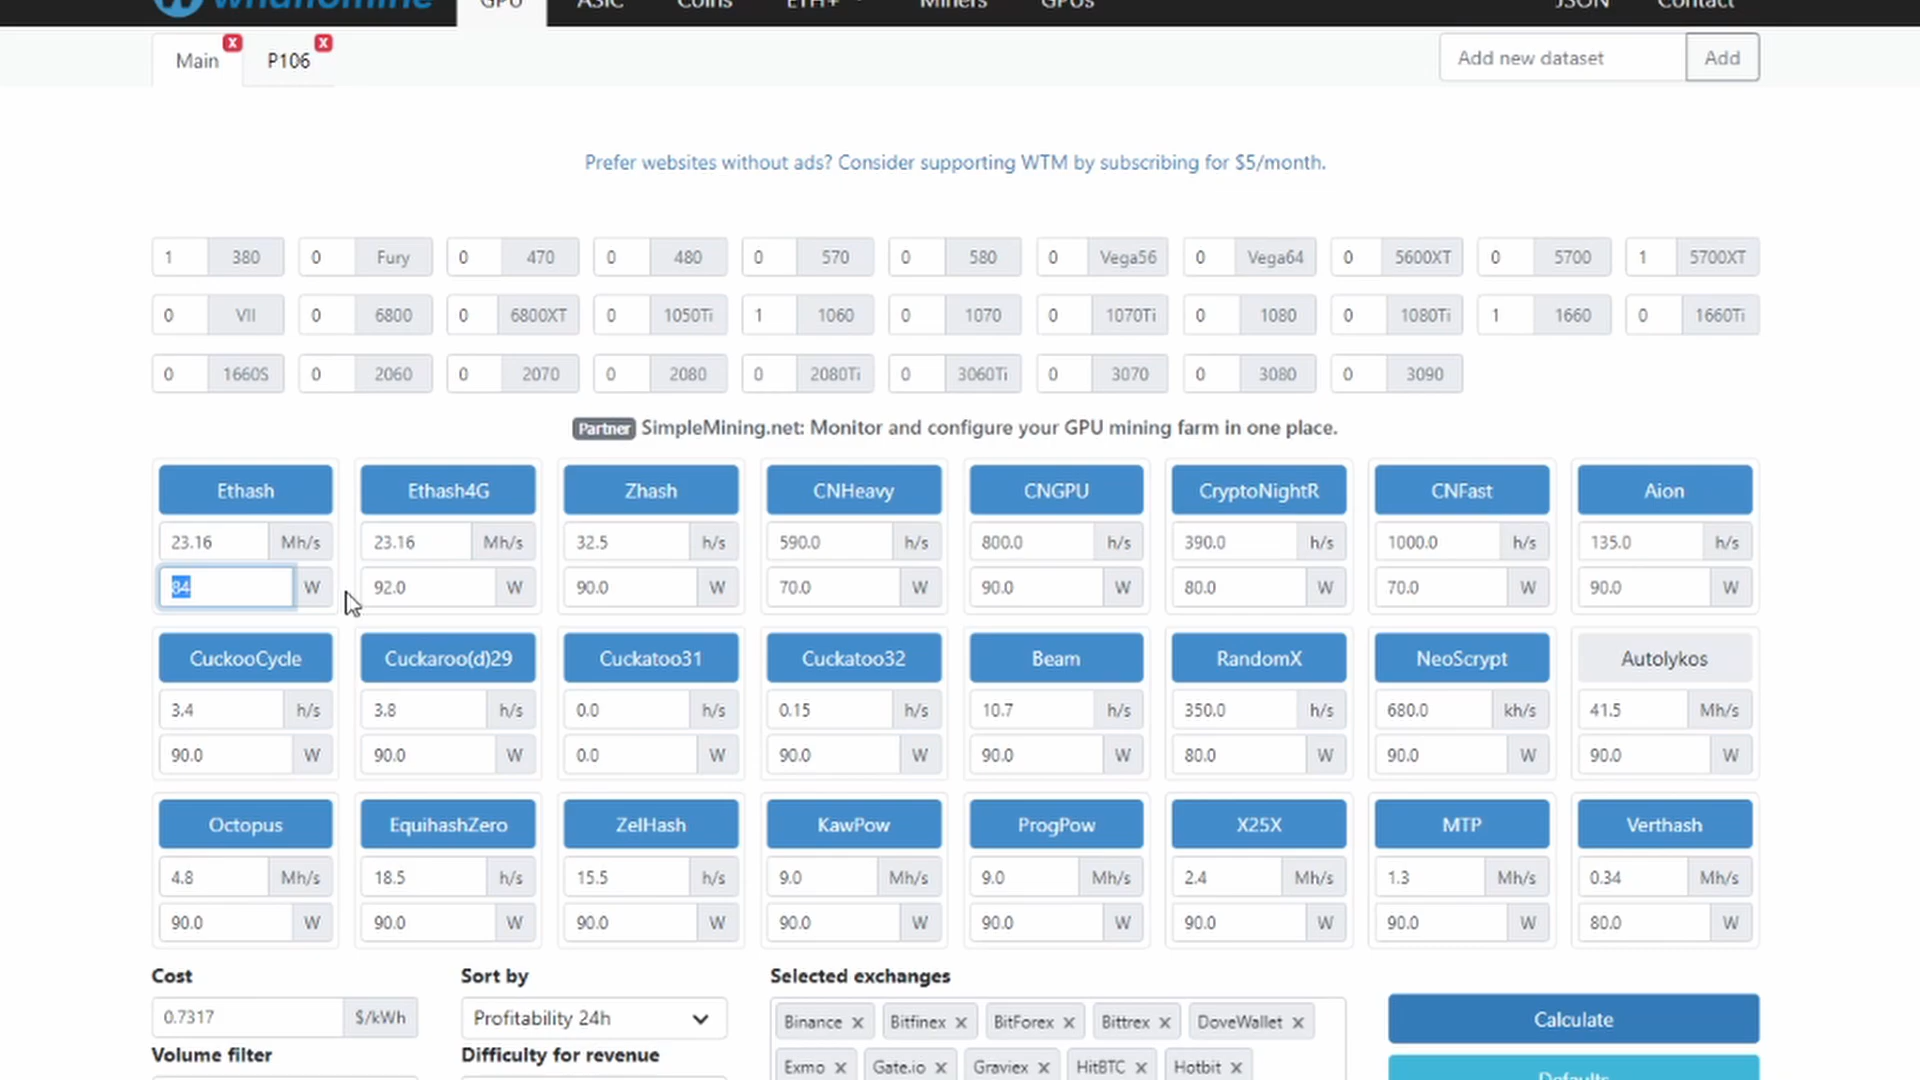 whattomine GPU ASIC Coins ETH+ Miners GPUs JSON Contact
Main x P106 x Add new dataset Add
Prefer websites without ads? Consider supporting WTM by subscribing for $5/month.
1 380 0 Fury 0 470 0 480 0 570 0 580 0 Vega56 0 Vega64 0 5600XT 0 5700 1 5700XT
0 VII 0 6800 0 6800XT 0 1050Ti 1 1060 0 1070 0 1070Ti 0 1080 0 1080Ti 1 1660 0 1660Ti
0 1660S 0 2060 0 2070 0 2080 0 2080Ti 0 3060Ti 0 3070 0 3080 0 3090
Partner SimpleMining.net: Monitor and configure your GPU mining farm in one place.
Ethash Ethash4G Zhash CNHeavy CNGPU CryptoNightR CNFast Aion
23.16 Mh/s 23.16 Mh/s 32.5 h/s 590.0 h/s 800.0 h/s 390.0 h/s 1000.0 h/s 135.0 h/s
84 W 92.0 W 90.0 W 70.0 W 90.0 W 80.0 W 70.0 W 90.0 W
CuckooCycle Cuckaroo(d)29 Cuckatoo31 Cuckatoo32 Beam RandomX NeoScrypt Autolykos
3.4 h/s 3.8 h/s 0.0 h/s 0.15 h/s 10.7 h/s 350.0 h/s 680.0 kh/s 41.5 Mh/s
90.0 W 90.0 W 0.0 W 90.0 W 90.0 W 80.0 W 90.0 W 90.0 W
Octopus EquihashZero ZelHash KawPow ProgPow X25X MTP Verthash
4.8 Mh/s 18.5 h/s 15.5 h/s 9.0 Mh/s 9.0 Mh/s 2.4 Mh/s 1.3 Mh/s 0.34 Mh/s
90.0 W 90.0 W 90.0 W 90.0 W 90.0 W 90.0 W 90.0 W 80.0 W
Cost Sort by Selected exchanges
0.7317 $/kWh Profitability 24h Binance × Bitfinex × BitForex × Bittrex × DoveWallet × Calculate
Volume filter Difficulty for revenue Exmo × Gate.io × Graviex × HitBTC × Hotbit × Defaults